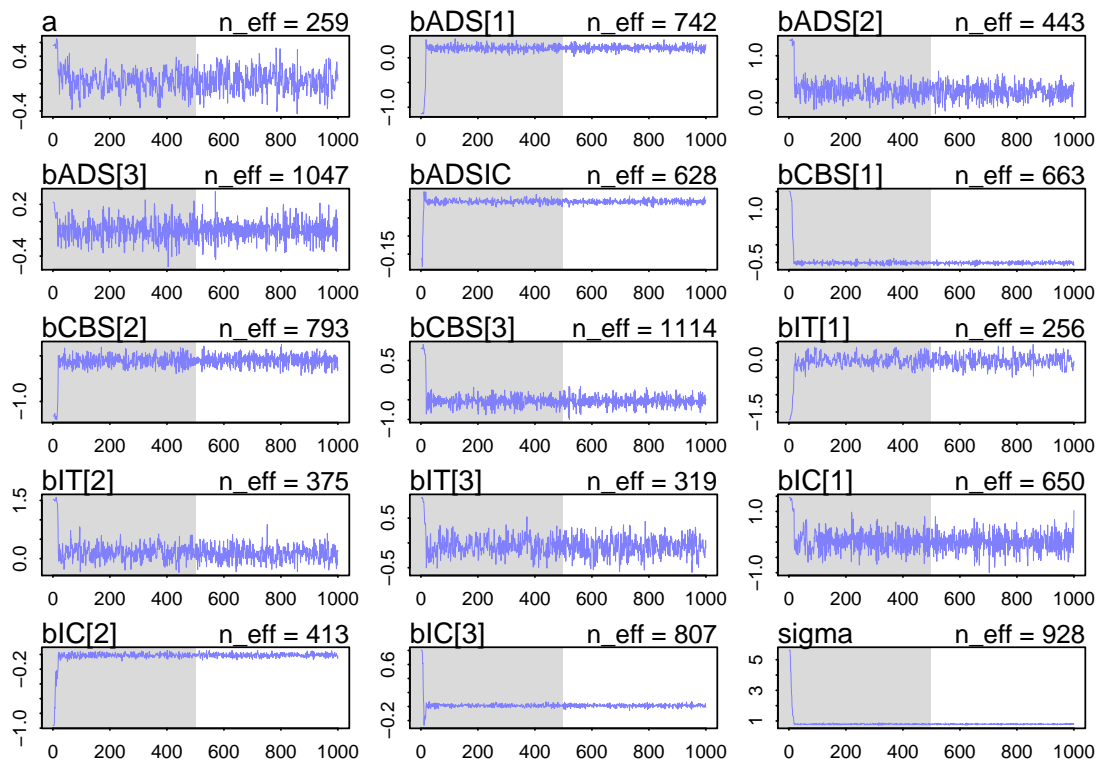 a n_eff = 259
bADS[1] n_eff = 742
bADS[2] n_eff = 443
0.4
−0.4
0.0
−1.0
1.0
0.0
0 200 400 600 800 1000
0 200 400 600 800 1000
0 200 400 600 800 1000
bADS[3] n_eff = 1047
bADSIC n_eff = 628
bCBS[1] n_eff = 663
0.2
−0.4
−0.15
1.0
−0.5
0 200 400 600 800 1000
0 200 400 600 800 1000
0 200 400 600 800 1000
bCBS[2] n_eff = 793
bCBS[3] n_eff = 1114
bIT[1] n_eff = 256
−1.0
0.5
−1.0
0.0
−1.5
0 200 400 600 800 1000
0 200 400 600 800 1000
0 200 400 600 800 1000
bIT[2] n_eff = 375
bIT[3] n_eff = 319
bIC[1] n_eff = 650
1.5
0.0
0.5
−0.5
1.0
−1.0
0 200 400 600 800 1000
0 200 400 600 800 1000
0 200 400 600 800 1000
bIC[2] n_eff = 413
bIC[3] n_eff = 807
sigma n_eff = 928
−0.2
−1.0
0.6
−0.2
5
3
1
0 200 400 600 800 1000
0 200 400 600 800 1000
0 200 400 600 800 1000